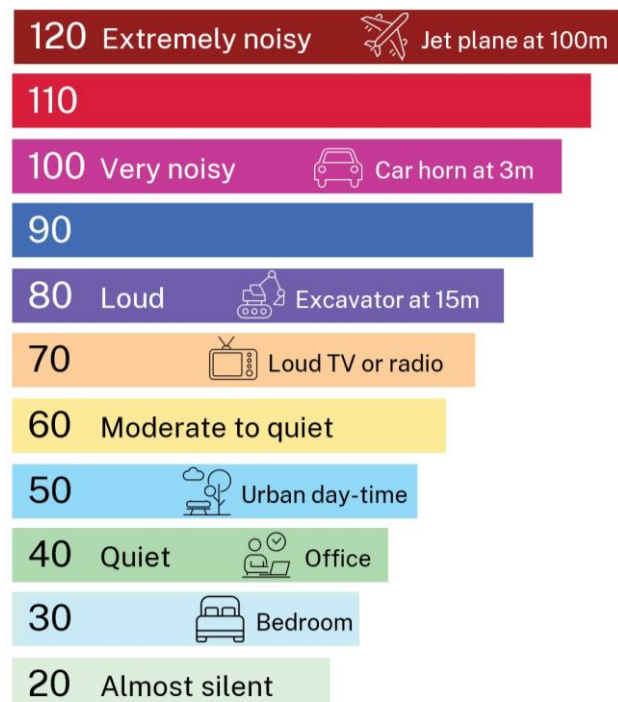 120 Extremely noisy Jet plane at 100m
110
100 Very noisy Car horn at 3m
90
80 Loud Excavator at 15m
70 Loud TV or radio
60 Moderate to quiet
50 Urban day-time
40 Quiet Office
30 Bedroom
20 Almost silent